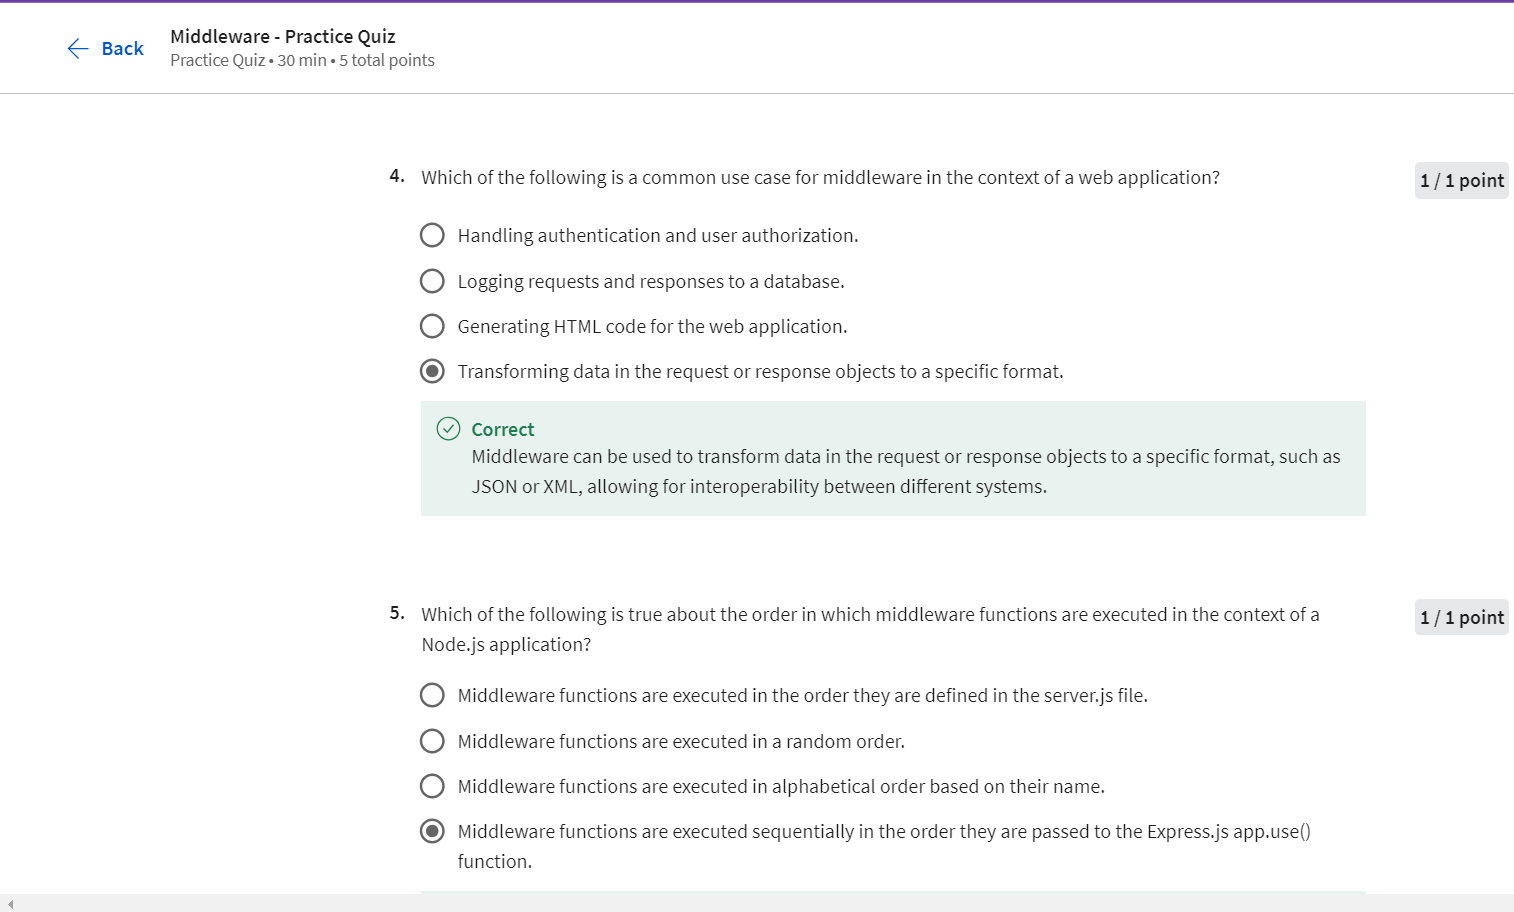 Back
Middleware - Practice Quiz
Practice Quiz • 30 min • 5 total points
4. Which of the following is a common use case for middleware in the context of a web application?
1 / 1 point
Handling authentication and user authorization.
Logging requests and responses to a database.
Generating HTML code for the web application.
Transforming data in the request or response objects to a specific format.
Correct
Middleware can be used to transform data in the request or response objects to a specific format, such as
JSON or XML, allowing for interoperability between different systems.
5. Which of the following is true about the order in which middleware functions are executed in the context of a
Node.js application?
1 / 1 point
Middleware functions are executed in the order they are defined in the server.js file.
Middleware functions are executed in a random order.
Middleware functions are executed in alphabetical order based on their name.
Middleware functions are executed sequentially in the order they are passed to the Express.js app.use()
function.